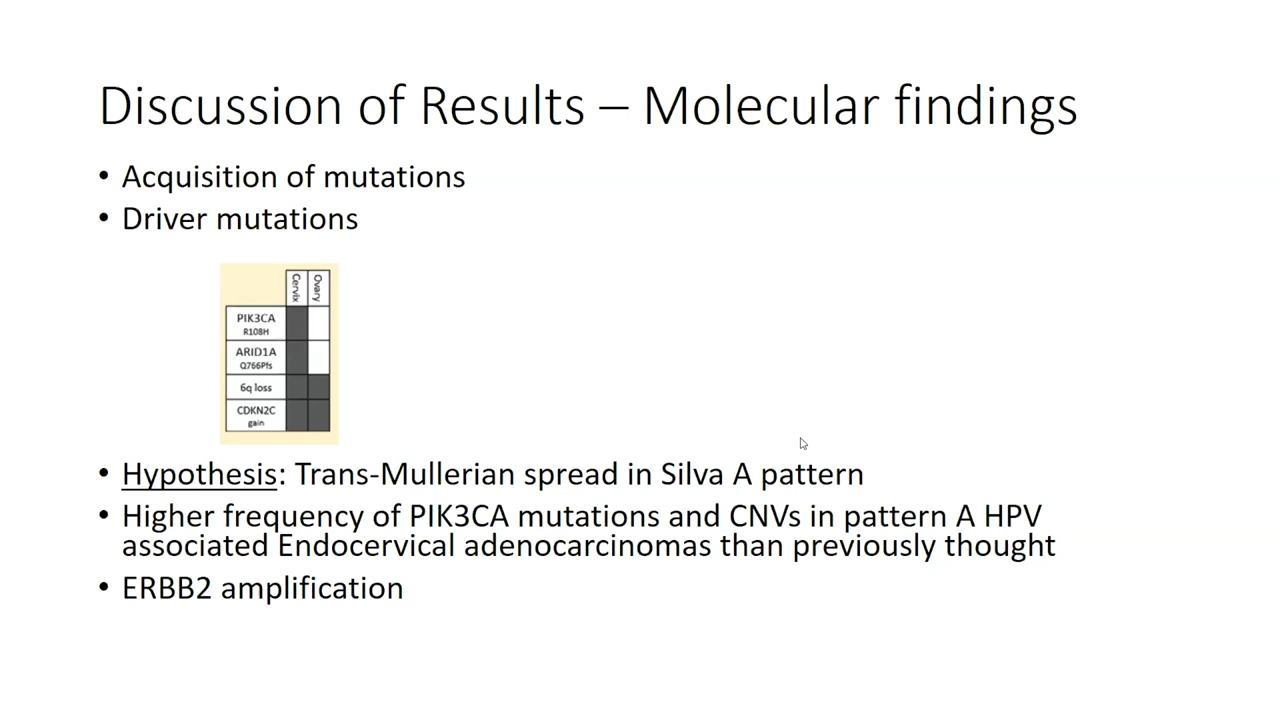 Discussion of Results – Molecular findings
• Acquisition of mutations
• Driver mutations
Cervix
Ovary
PIK3CA
R108H
ARID1A
Q766Pfs
6q loss
CDKN2C
gain
• Hypothesis: Trans-Mullerian spread in Silva A pattern
• Higher frequency of PIK3CA mutations and CNVs in pattern A HPV
associated Endocervical adenocarcinomas than previously thought
• ERBB2 amplification